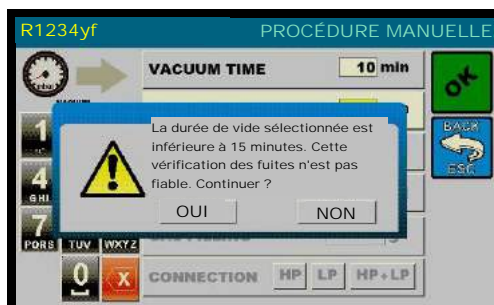 R1234yf PROCÉDURE MANUELLE
VACUUM TIME 10 min
OK
La durée de vide sélectionnée est
inférieure à 15 minutes. Cette
vérification des fuites n'est pas
fiable. Continuer ?
OUI NON
BACK
ESC
1
4
GHI
7
PQRS TUV WXYZ
0 X
CONNECTION HP LP HP+LP